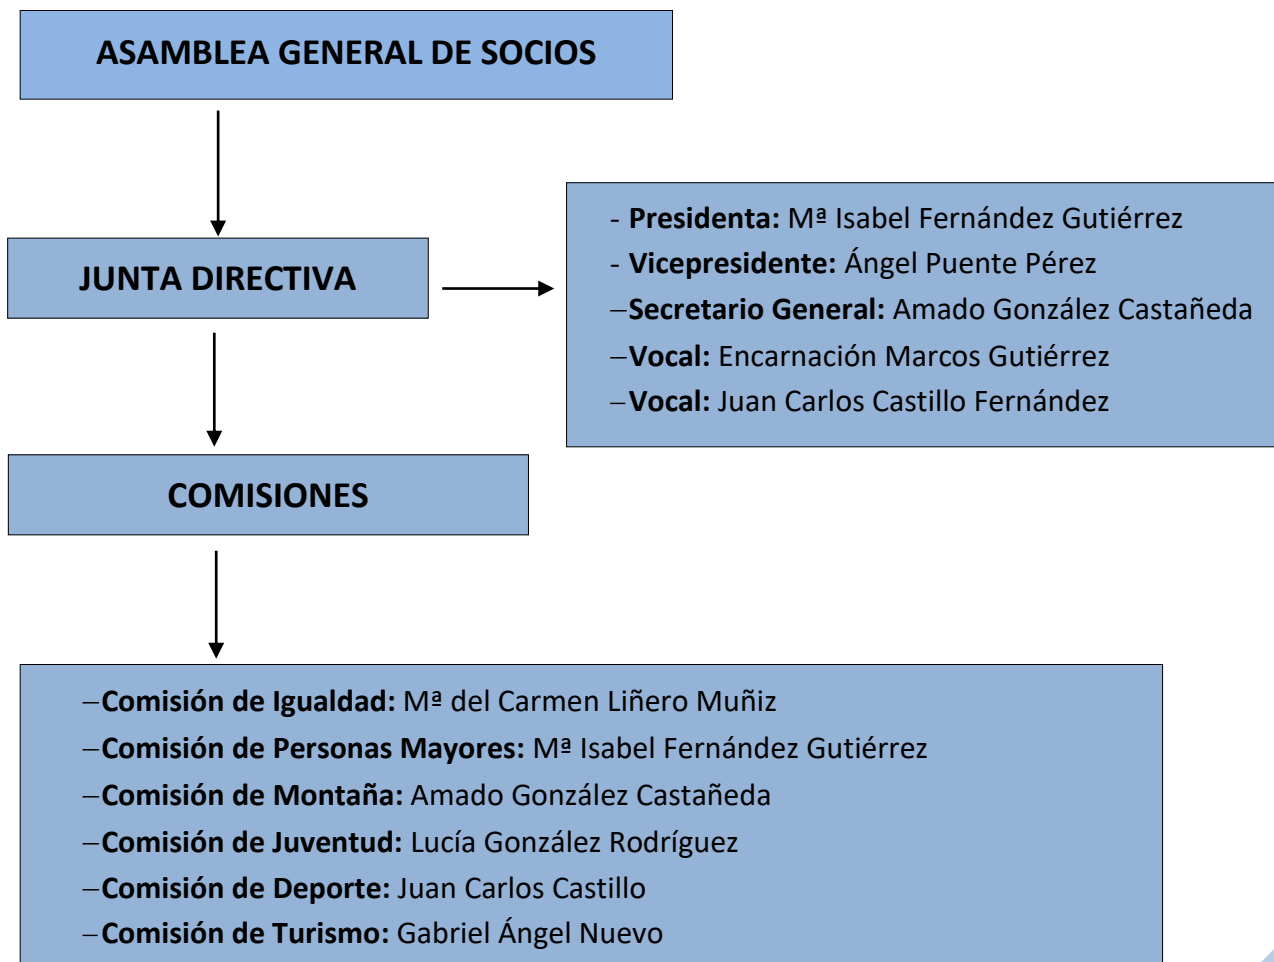 ASAMBLEA GENERAL DE SOCIOS
JUNTA DIRECTIVA
- Presidenta: Mª Isabel Fernández Gutiérrez
- Vicepresidente: Ángel Puente Pérez
–Secretario General: Amado González Castañeda
–Vocal: Encarnación Marcos Gutiérrez
–Vocal: Juan Carlos Castillo Fernández
COMISIONES
–Comisión de Igualdad: Mª del Carmen Liñero Muñiz
–Comisión de Personas Mayores: Mª Isabel Fernández Gutiérrez
–Comisión de Montaña: Amado González Castañeda
–Comisión de Juventud: Lucía González Rodríguez
–Comisión de Deporte: Juan Carlos Castillo
–Comisión de Turismo: Gabriel Ángel Nuevo